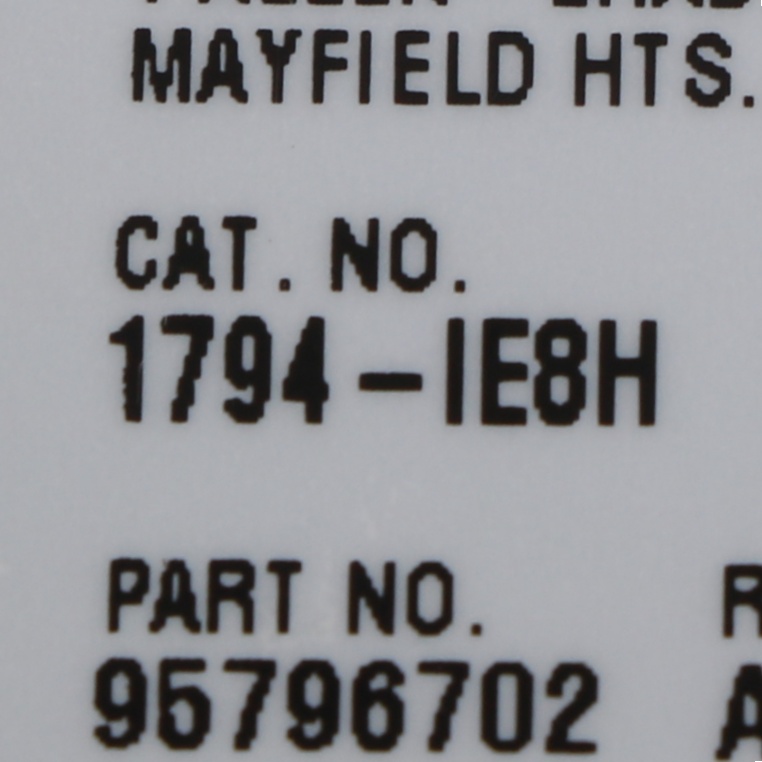 MAYFIELD HTS.
CAT. NO.
1794-IE8H
PART NO. R
95796702 A